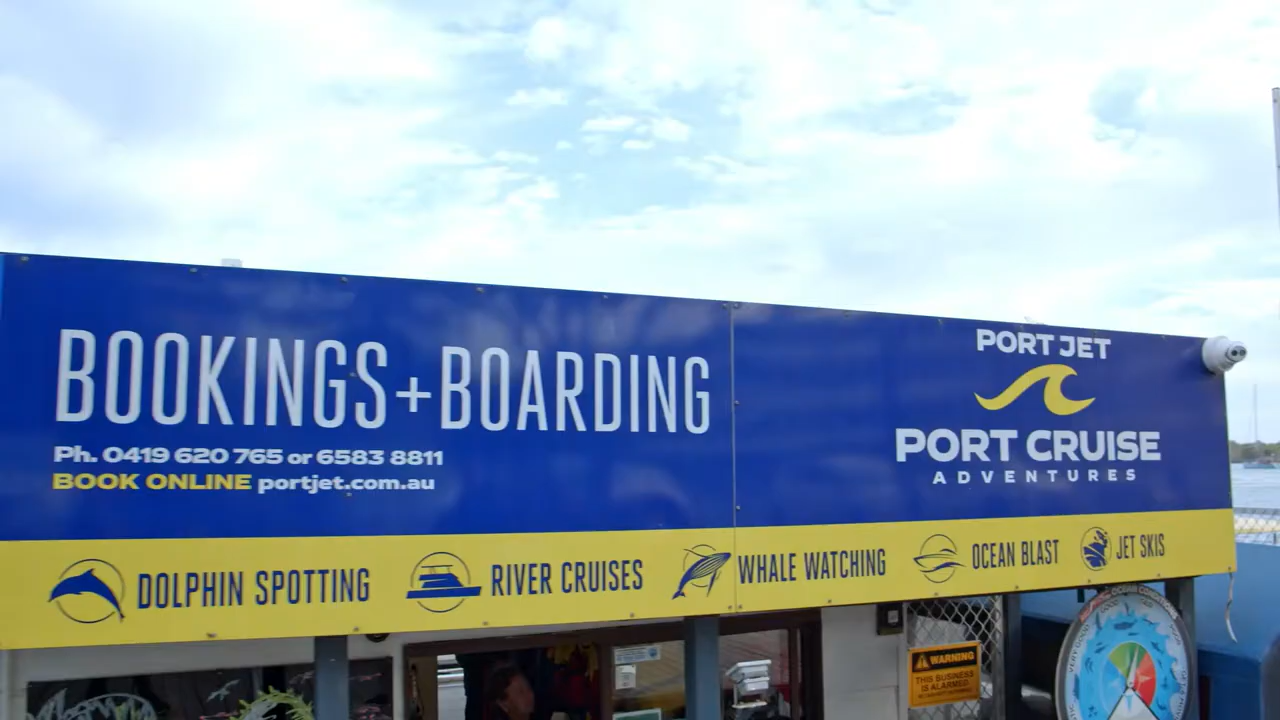 BOOKINGS+BOARDING
Ph. 0419 620 765 or 6583 8811
BOOK ONLINE portjet.com.au
PORT JET
PORT CRUISE
ADVENTURES
DOLPHIN SPOTTING
RIVER CRUISES
WHALE WATCHING
OCEAN BLAST
JET SKIS
WARNING
THIS BUSINESS
IS ALARMED